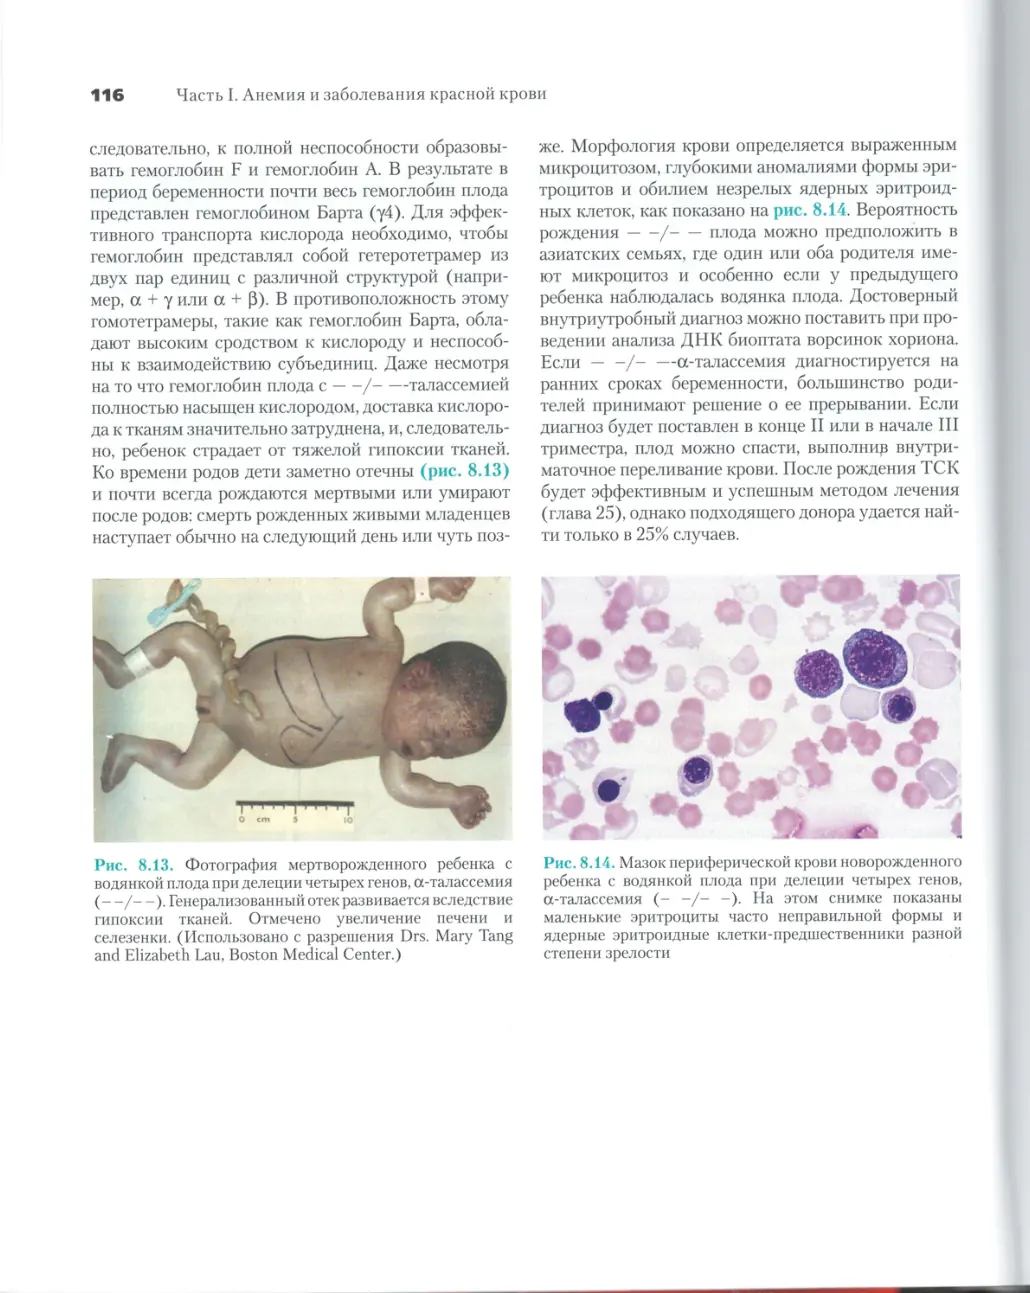 116 Часть I. Анемия и заболевания красной крови
следовательно, к полной неспособности образовы-
вать гемоглобин F и гемоглобин A. В результате в
период беременности почти весь гемоглобин плода
представлен гемоглобином Барта (γ4). Для эффек-
тивного транспорта кислорода необходимо, чтобы
гемоглобин представлял собой гетеротетрамер из
двух пар единиц с различной структурой (напри-
мер, α + γ или α + β). В противоположность этому
гомотетрамеры, такие как гемоглобин Барта, обла-
дают высоким сродством к кислороду и неспособ-
ны к взаимодействию субъединиц. Даже несмотря
на то что гемоглобин плода с — –/– —-талассемией
полностью насыщен кислородом, доставка кислоро-
да к тканям значительно затруднена, и, следователь-
но, ребенок страдает от тяжелой гипоксии тканей.
Ко времени родов дети заметно отечны (рис. 8.13)
и почти всегда рождаются мертвыми или умирают
после родов: смерть рожденных живыми младенцев
наступает обычно на следующий день или чуть поз-
же. Морфология крови определяется выраженным
микроцитозом, глубокими аномалиями формы эри-
троцитов и обилием незрелых ядерных эритроид-
ных клеток, как показано на рис. 8.14. Вероятность
рождения — –/– — плода можно предположить в
азиатских семьях, где один или оба родителя име-
ют микроцитоз и особенно если у предыдущего
ребенка наблюдалась водянка плода. Достоверный
внутриутробный диагноз можно поставить при про-
ведении анализа ДНК биоптата ворсинок хориона.
Если — –/– —-α-талассемия диагностируется на
ранних сроках беременности, большинство роди-
телей принимают решение о ее прерывании. Если
диагноз будет поставлен в конце II или в начале III
триместра, плод можно спасти, выполнив внутри-
маточное переливание крови. После рождения ТСК
будет эффективным и успешным методом лечения
(глава 25), однако подходящего донора удается най-
ти только в 25% случаев.
0 cm 5 10
Рис. 8.13. Фотография мертворожденного ребенка с
водянкой плода при делеции четырех генов, α-талассемия
(– –/– –). Генерализованный отек развивается вследствие
гипоксии тканей. Отмечено увеличение печени и
селезенки. (Использовано с разрешения Drs. Mary Tang
and Elizabeth Lau, Boston Medical Center.)
Рис. 8.14. Мазок периферической крови новорожденного
ребенка с водянкой плода при делеции четырех генов,
α-талассемия (– –/– –). На этом снимке показаны
маленькие эритроциты часто неправильной формы и
ядерные эритроидные клетки-предшественники разной
степени зрелости